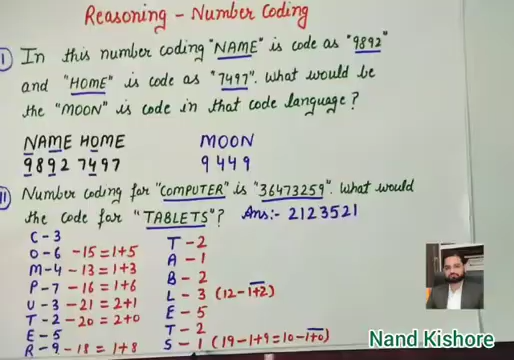 Reasoning - Number Coding
I In this number coding "NAME" is code as "9892"
and "HOME" is code as "7497". What would be
the "MOON" is code in that code language?
NAME HOME MOON
9892 7497 9449
II Number coding for "COMPUTER" is "36473259". What would
the code for "TABLETS"? Ans:- 2123521
C-3
O-6 -15=1+5
M-4 -13=1+3
P-7 -16=1+6
U-3 -21=2+1
T-2 -20=2+0
E-5
R-9 -18=1+8
T-2
A-1
B-2
L-3 (12-1+2)
E-5
T-2
S-1 (19-1+9=10-1+0)
Nand Kishore